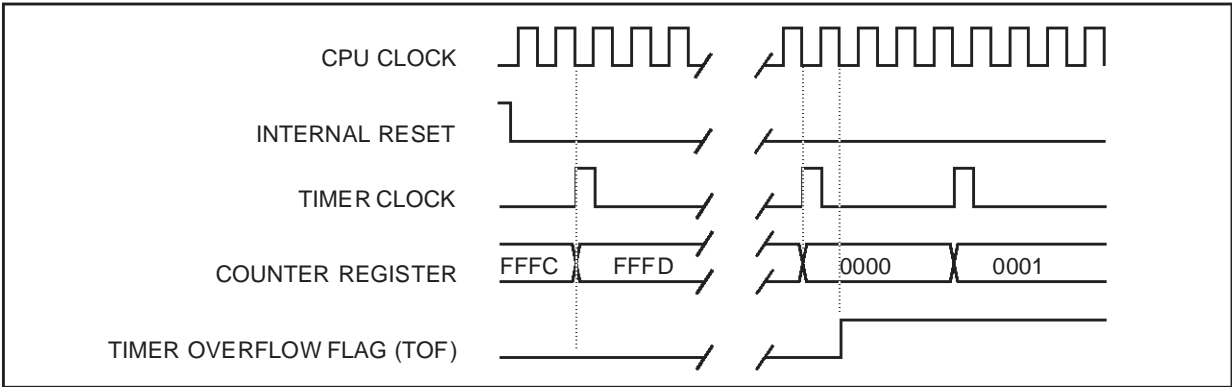 CPU CLOCK
INTERNAL RESET
TIMER CLOCK
COUNTER REGISTER
FFFC FFFD 0000 0001
TIMER OVERFLOW FLAG (TOF)